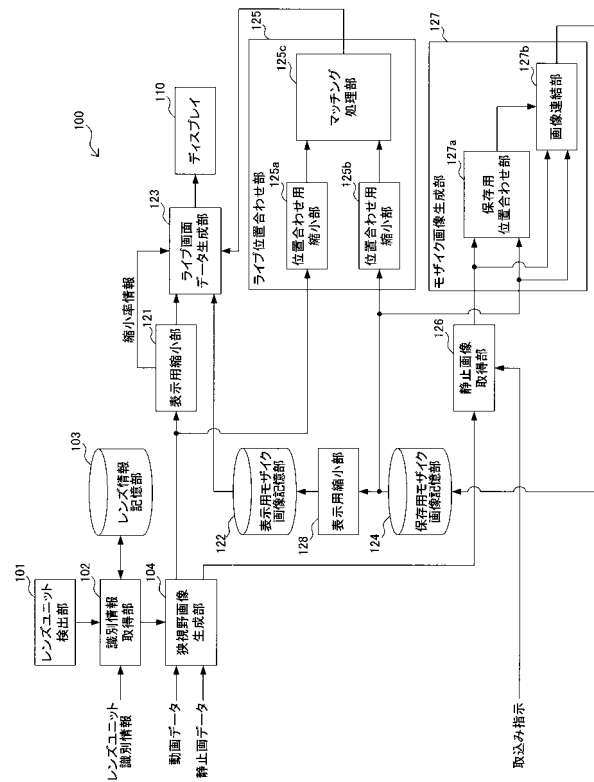 100
101
レンズユニット
検出部
102
識別情報
取得部
103
レンズ情報
記憶部
104
狭視野画像
生成部
レンズユニット
識別情報
動画データ
静止画データ
取込み指示
縮小率情報
121
表示用縮小部
123
ライブ画面
データ生成部
110
ディスプレイ
122
表示用モザイク
画像記憶部
128
表示用縮小部
124
保存用モザイク
画像記憶部
125
ライブ位置合わせ部
125a
位置合わせ用
縮小部
125b
位置合わせ用
縮小部
125c
マッチング
処理部
126
静止画像
取得部
127
モザイク画像生成部
127a
保存用
位置合わせ部
127b
画像連結部